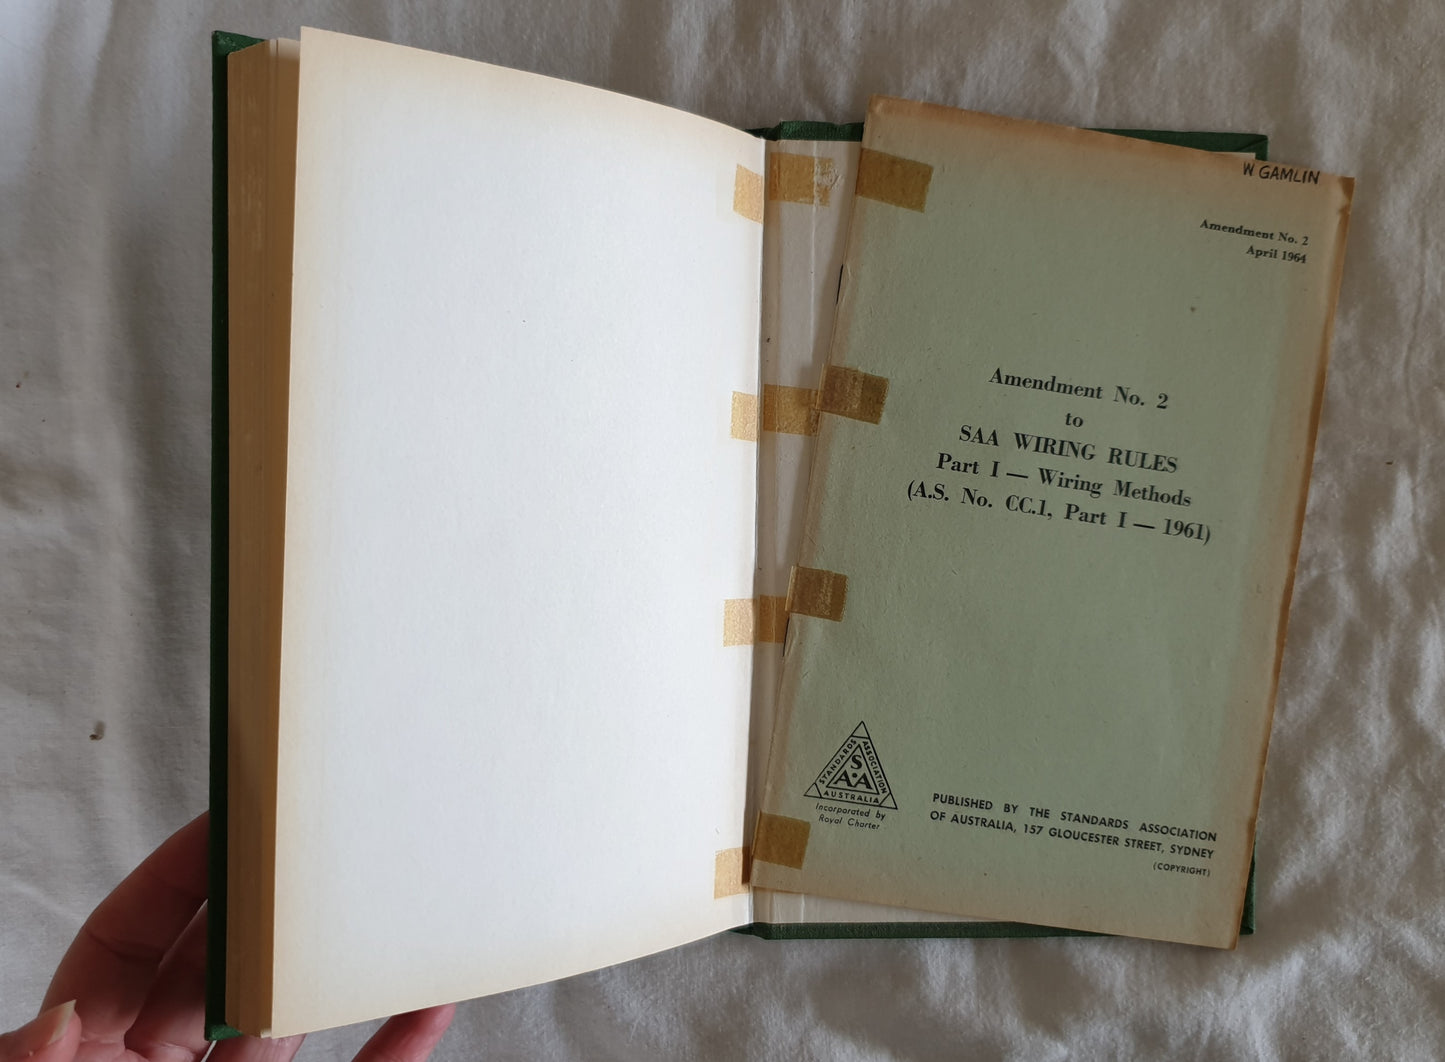 W GAMLIN
Amendment No. 2
April 1964
Amendment No. 2
to
SAA WIRING RULES
Part I — Wiring Methods
(A.S. No. CC.1, Part I — 1961)
STANDARDS ASSOCIATION
AUSTRALIA
S
A·A
Incorporated by
Royal Charter
PUBLISHED BY THE STANDARDS ASSOCIATION
OF AUSTRALIA, 157 GLOUCESTER STREET, SYDNEY
(COPYRIGHT)